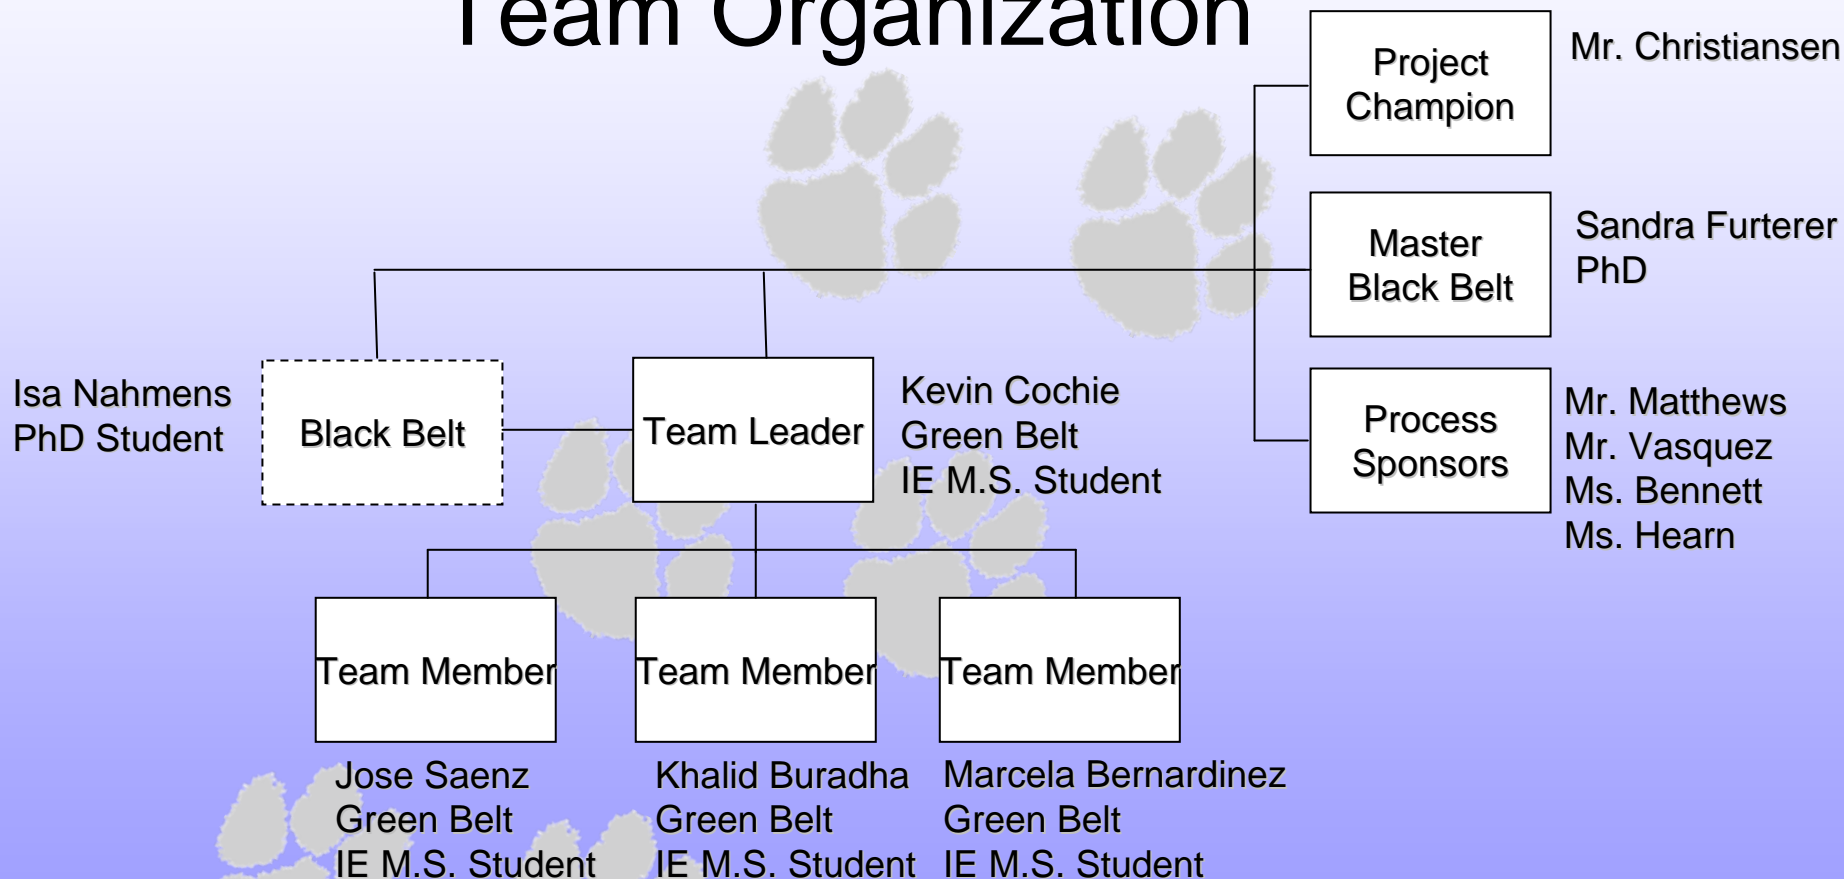 Team Organization
Project
Champion
Mr. Christiansen
Master
Black Belt
Sandra Furterer
PhD
Isa Nahmens
PhD Student
Black Belt
Team Leader
Kevin Cochie
Green Belt
IE M.S. Student
Process
Sponsors
Mr. Matthews
Mr. Vasquez
Ms. Bennett
Ms. Hearn
Team Member
Team Member
Team Member
Jose Saenz
Green Belt
IE M.S. Student
Khalid Buradha
Green Belt
IE M.S. Student
Marcela Bernardinez
Green Belt
IE M.S. Student